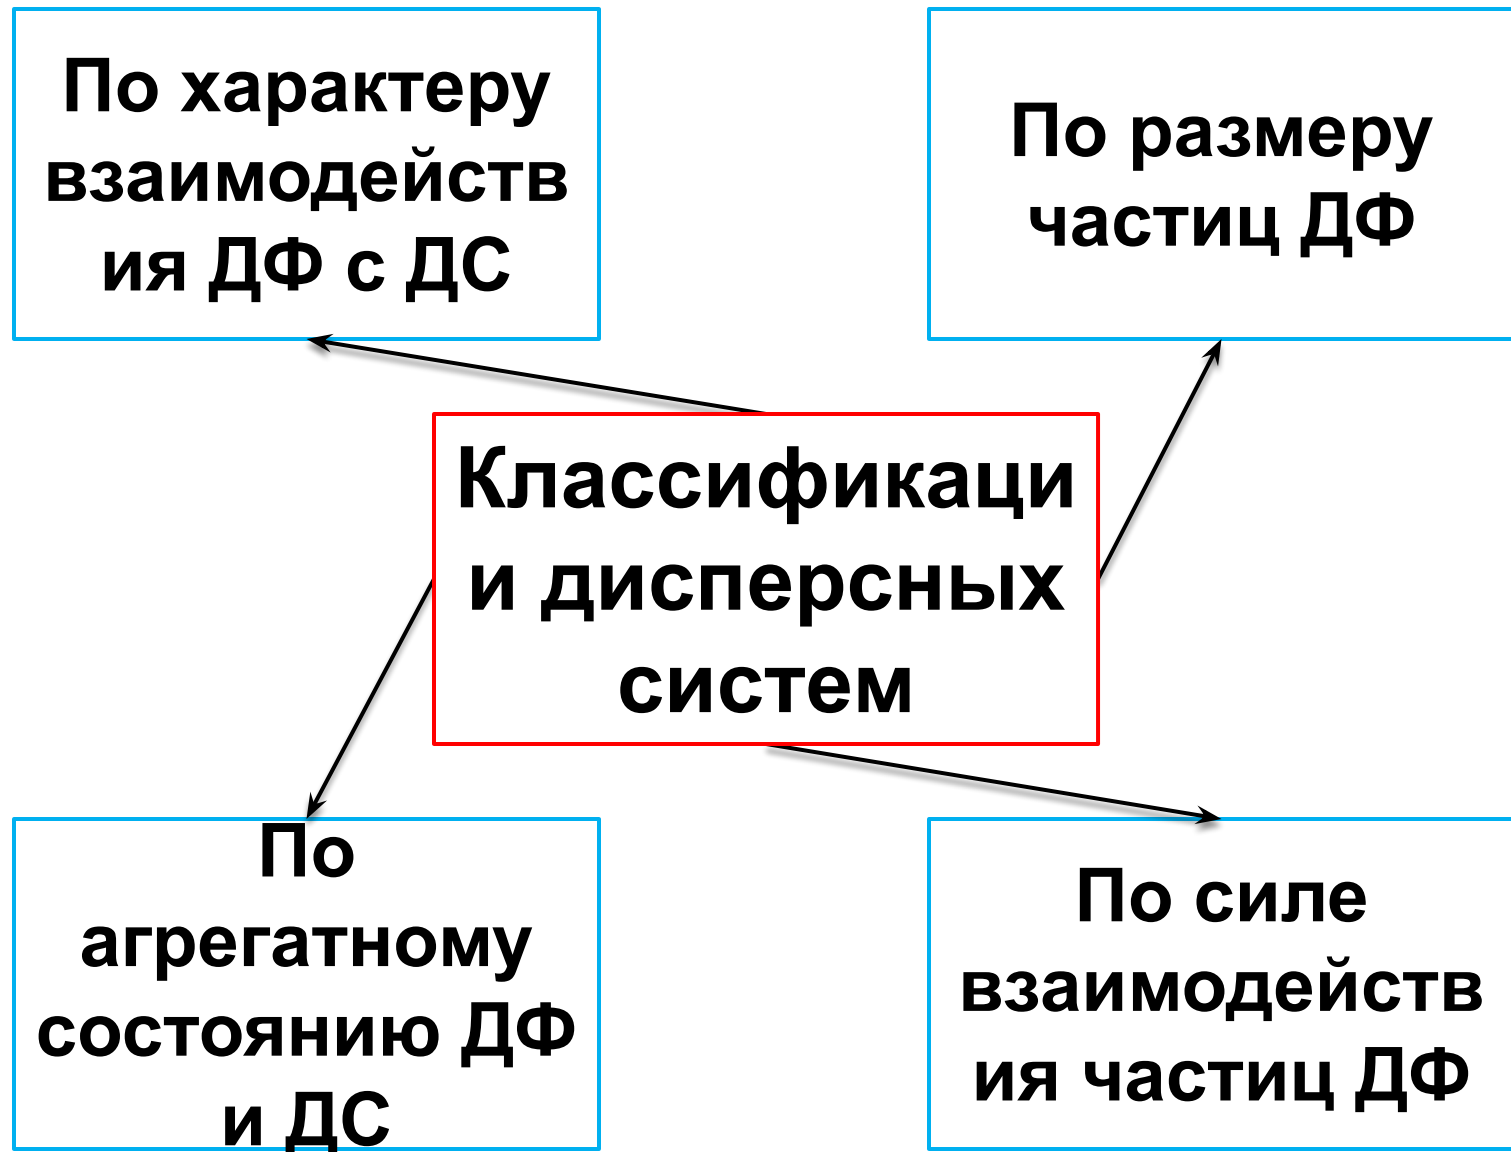 По характеру
взаимодейств
ия ДФ с ДС
По размеру
частиц ДФ
Классификаци
и дисперсных
систем
По
агрегатному
состоянию ДФ
и ДС
По силе
взаимодейств
ия частиц ДФ